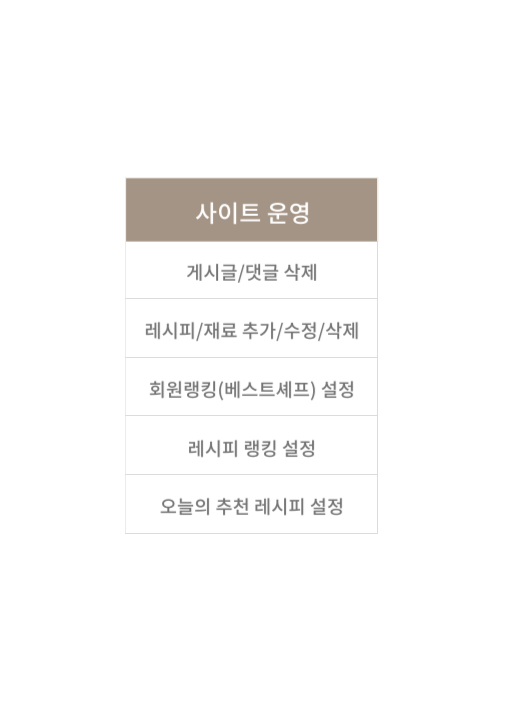 사이트 운영
게시글/댓글 삭제
레시피/재료 추가/수정/삭제
회원랭킹(베스트셰프) 설정
레시피 랭킹 설정
오늘의 추천 레시피 설정